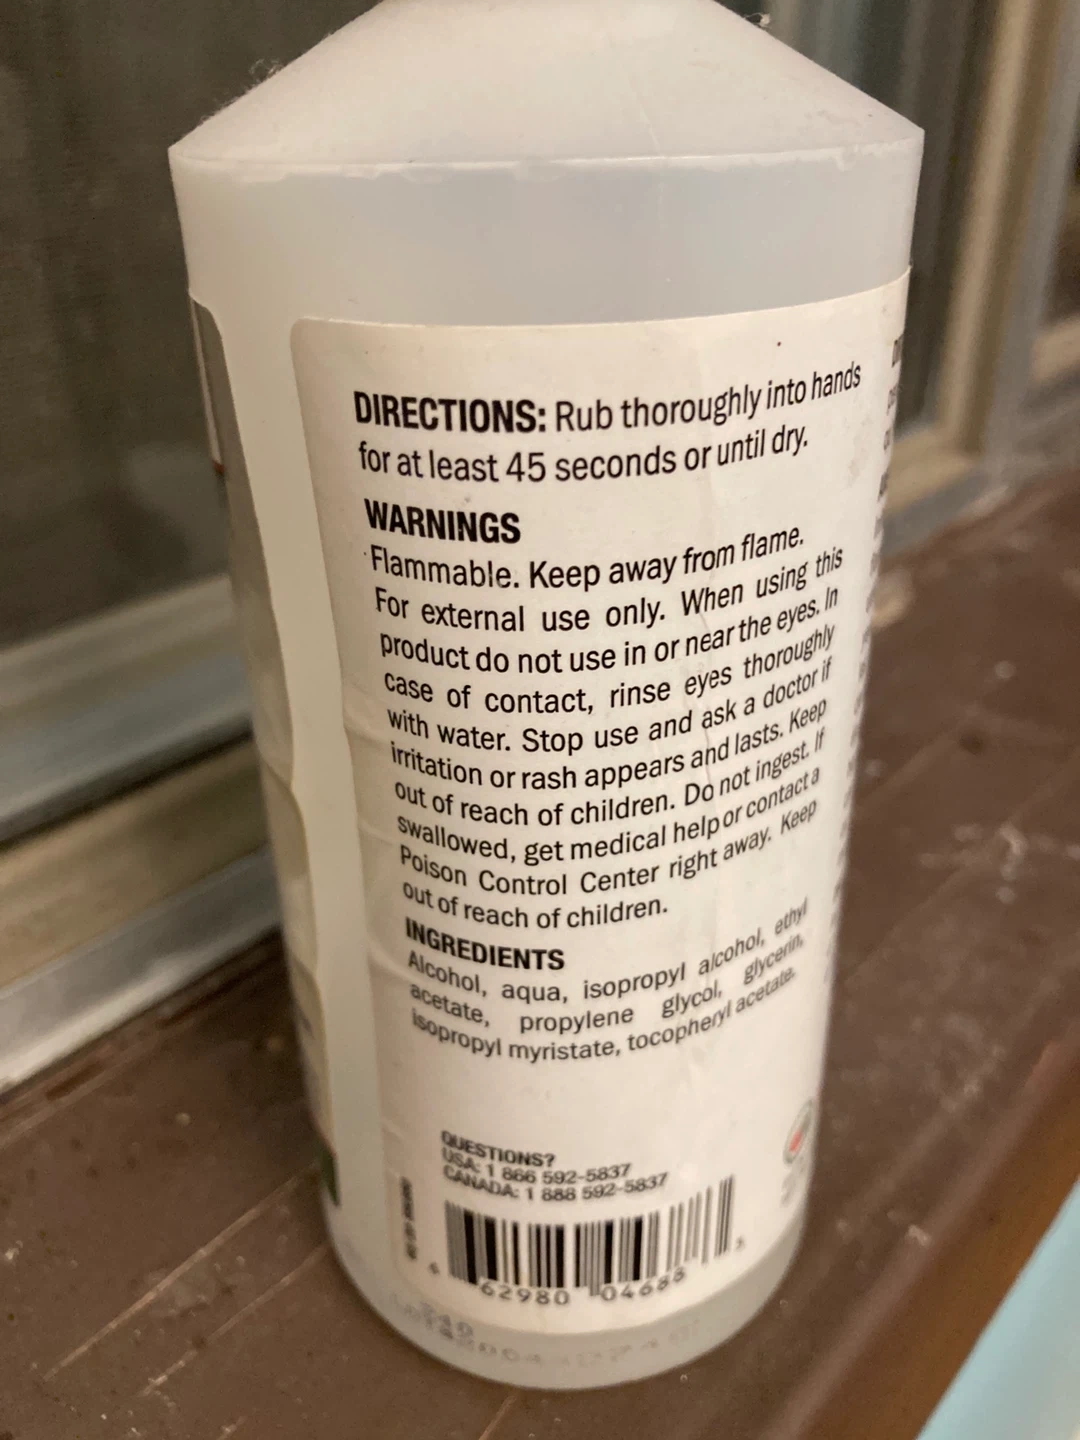 DIRECTIONS: Rub thoroughly into hands
for at least 45 seconds or until dry.
WARNINGS
Flammable. Keep away from flame.
For external use only. When using this
product do not use in or near the eyes. In
case of contact, rinse eyes thoroughly
with water. Stop use and ask a doctor if
irritation or rash appears and lasts. Keep
out of reach of children. Do not ingest. If
swallowed, get medical help or contact a
Poison Control Center right away. Keep
out of reach of children.
INGREDIENTS
Alcohol, aqua, isopropyl alcohol, ethyl
acetate, propylene glycol, glycerin,
isopropyl myristate, tocopheryl acetate.
QUESTIONS?
USA: 1 866 592-5837
CANADA: 1 888 592-5837
62980 04688